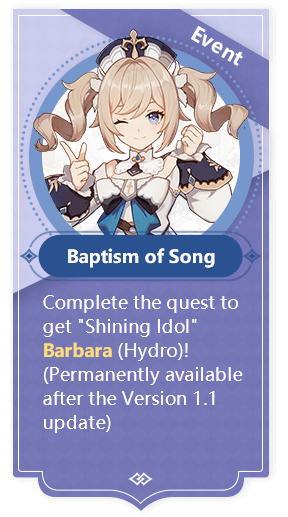 Event
Baptism of Song
Complete the quest to
get "Shining Idol"
Barbara (Hydro)!
(Permanently available
after the Version 1.1
update)